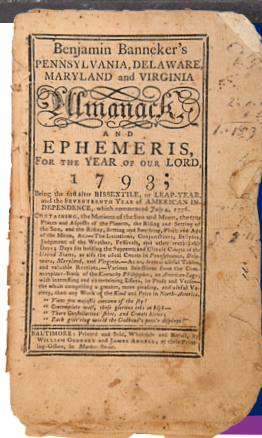 Benjamin Banneker's
PENNSYLVANIA, DELAWARE,
MARYLAND and VIRGINIA
Almanack,
AND
EPHEMERIS,
FOR THE YEAR OF OUR LORD,
1793;
Being the first after BISSEXTILE, or LEAP-YEAR,
and the SEVENTEENTH YEAR of AMERICAN IN-
DEPENDENCE, which commenced July 4, 1776.
CONTAINING, the Motions of the Sun and Moon, the true
Places and Aspects of the Planets, the Rising and Setting of
the Sun, and the Rising, Setting and Southing, Place and Age
of the Moon, &c.—The Lunations, Conjunctions, Eclipses,
Judgment of the Weather, Festivals, and other remarkable
Days; Days for holding the Supreme and Circuit Courts of the
United States, as also the usual Courts in Pennsylvania, Dela-
ware, Maryland, and Virginia.—Also, several useful Tables,
and valuable Receipts.—Various Selections from the Com-
monplace-Book of the Kentucky Philosopher, an American Sage;
with interesting and entertaining Essays, in Prose and Verse—
the whole comprising a greater, more pleasing, and useful Va-
riety, than any Work of the Kind and Price in North-America.
BALTIMORE: Printed and Sold, Wholesale and Retail, by
WILLIAM GODDARD and JAMES ANGELL, at their Print-
ing-Office, in Market-Street.